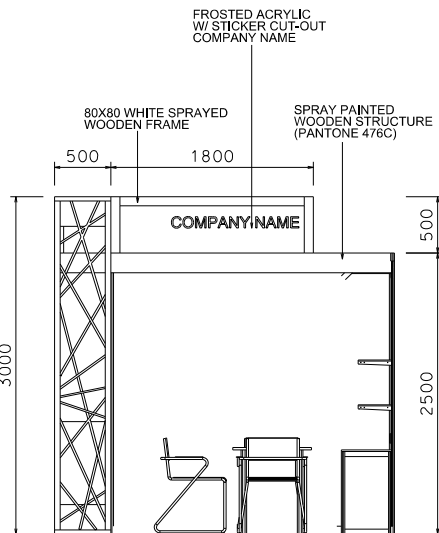 FROSTED ACRYLIC
W/ STICKER CUT-OUT
COMPANY NAME
80X80 WHITE SPRAYED
WOODEN FRAME
SPRAY PAINTED
WOODEN STRUCTURE
(PANTONE 476C)
500
1800
COMPANY NAME
500
3000
2500